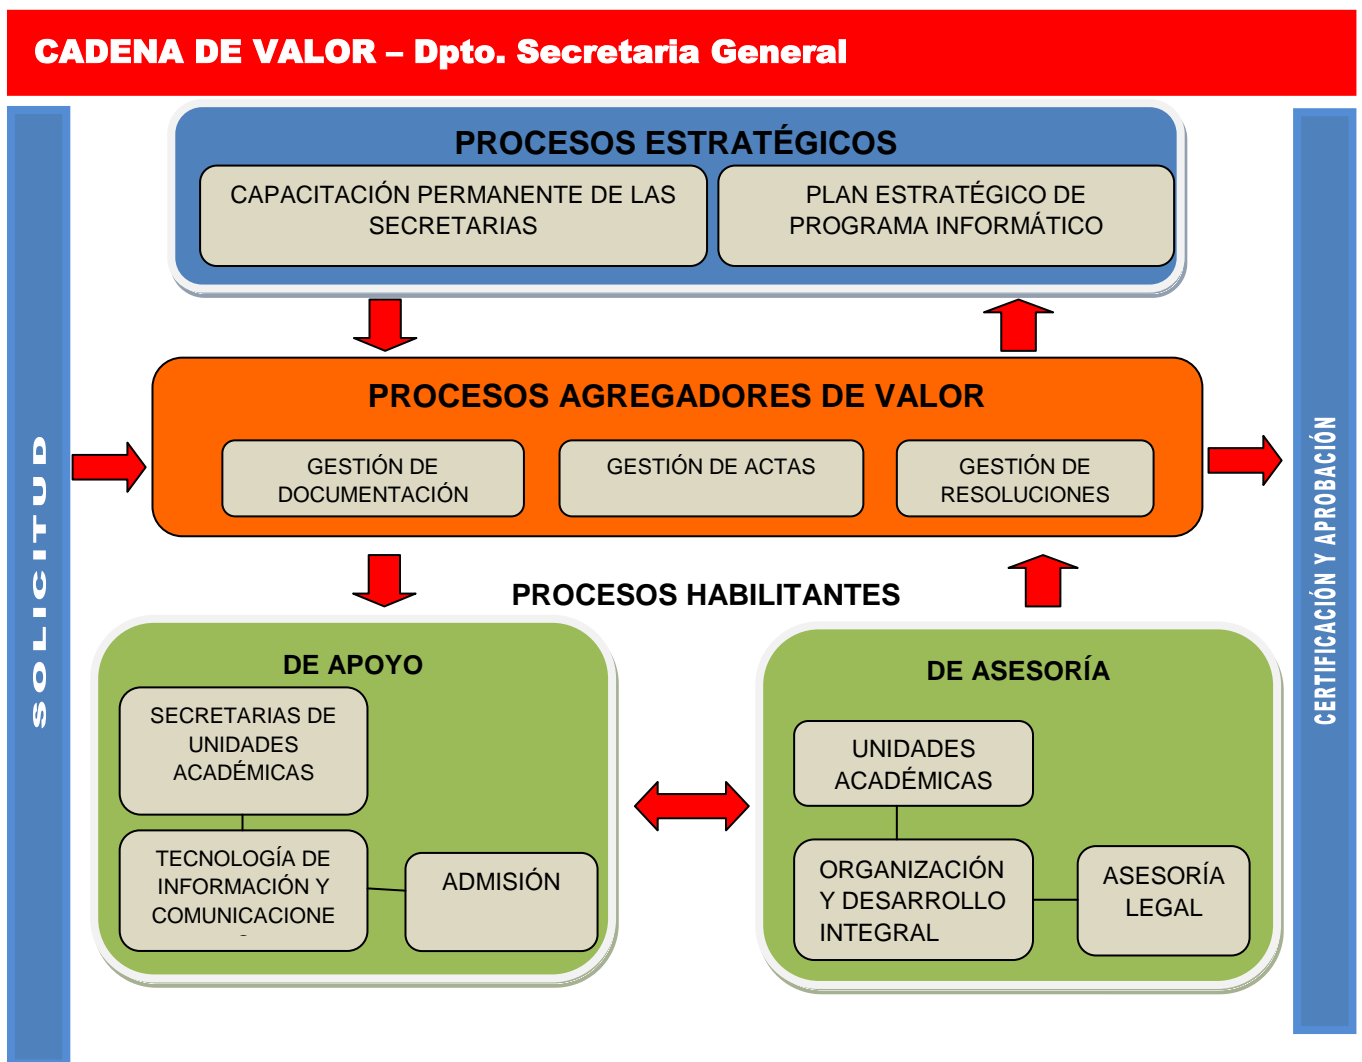 CADENA DE VALOR – Dpto. Secretaria General
SOLICITUD
PROCESOS ESTRATÉGICOS
CAPACITACIÓN PERMANENTE DE LAS
SECRETARIAS
PLAN ESTRATÉGICO DE
PROGRAMA INFORMÁTICO
PROCESOS AGREGADORES DE VALOR
GESTIÓN DE
DOCUMENTACIÓN
GESTIÓN DE ACTAS
GESTIÓN DE
RESOLUCIONES
PROCESOS HABILITANTES
DE APOYO
SECRETARIAS DE
UNIDADES
ACADÉMICAS
TECNOLOGÍA DE
INFORMACIÓN Y
COMUNICACIONE
ADMISIÓN
DE ASESORÍA
UNIDADES
ACADÉMICAS
ORGANIZACIÓN
Y DESARROLLO
INTEGRAL
ASESORÍA
LEGAL
CERTIFICACIÓN Y APROBACIÓN